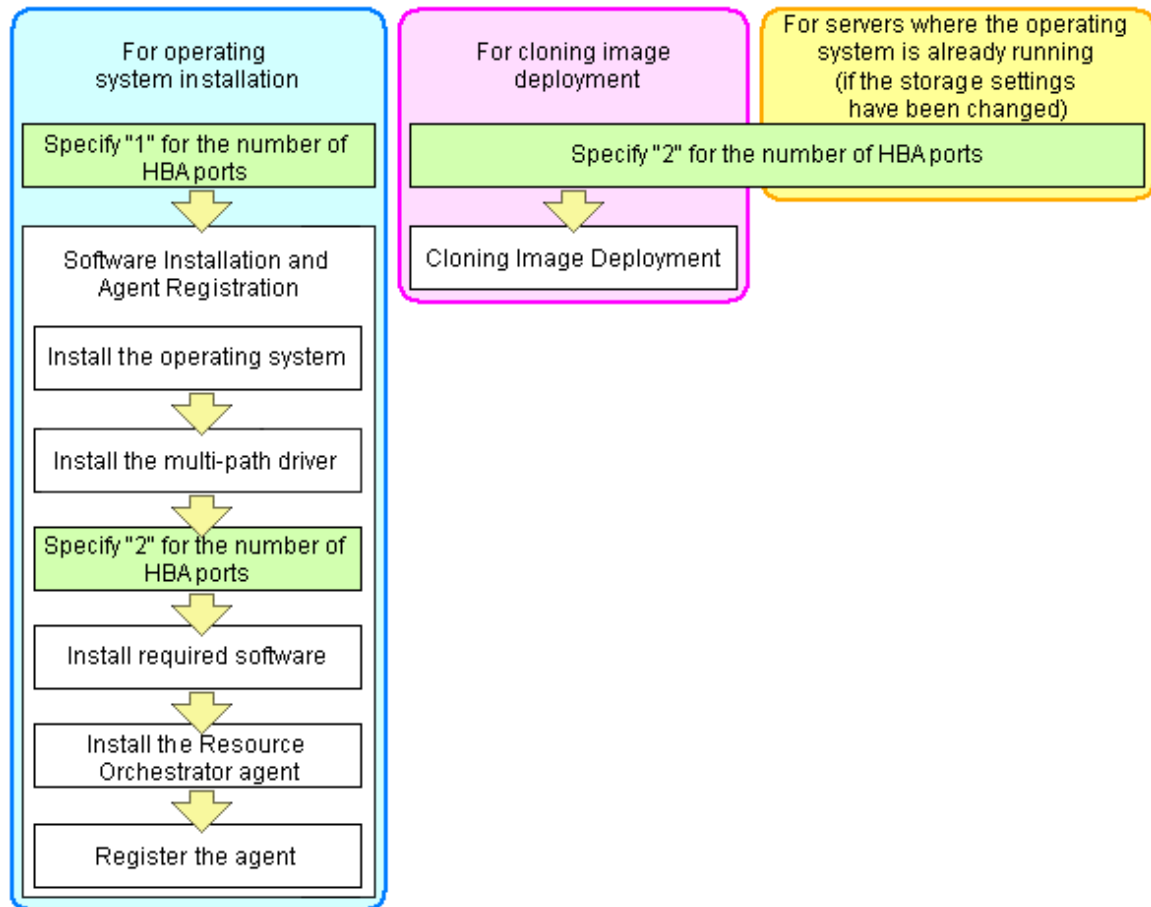 For operating
system installation
Specify "1" for the number of
HBA ports
Software Installation and
Agent Registration
Install the operating system
Install the multi-path driver
Specify "2" for the number of
HBA ports
Install required software
Install the Resource
Orchestrator agent
Register the agent
For cloning image
deployment
For servers where the operating
system is already running
(if the storage settings
have been changed)
Specify "2" for the number of HBA ports
Cloning Image Deployment